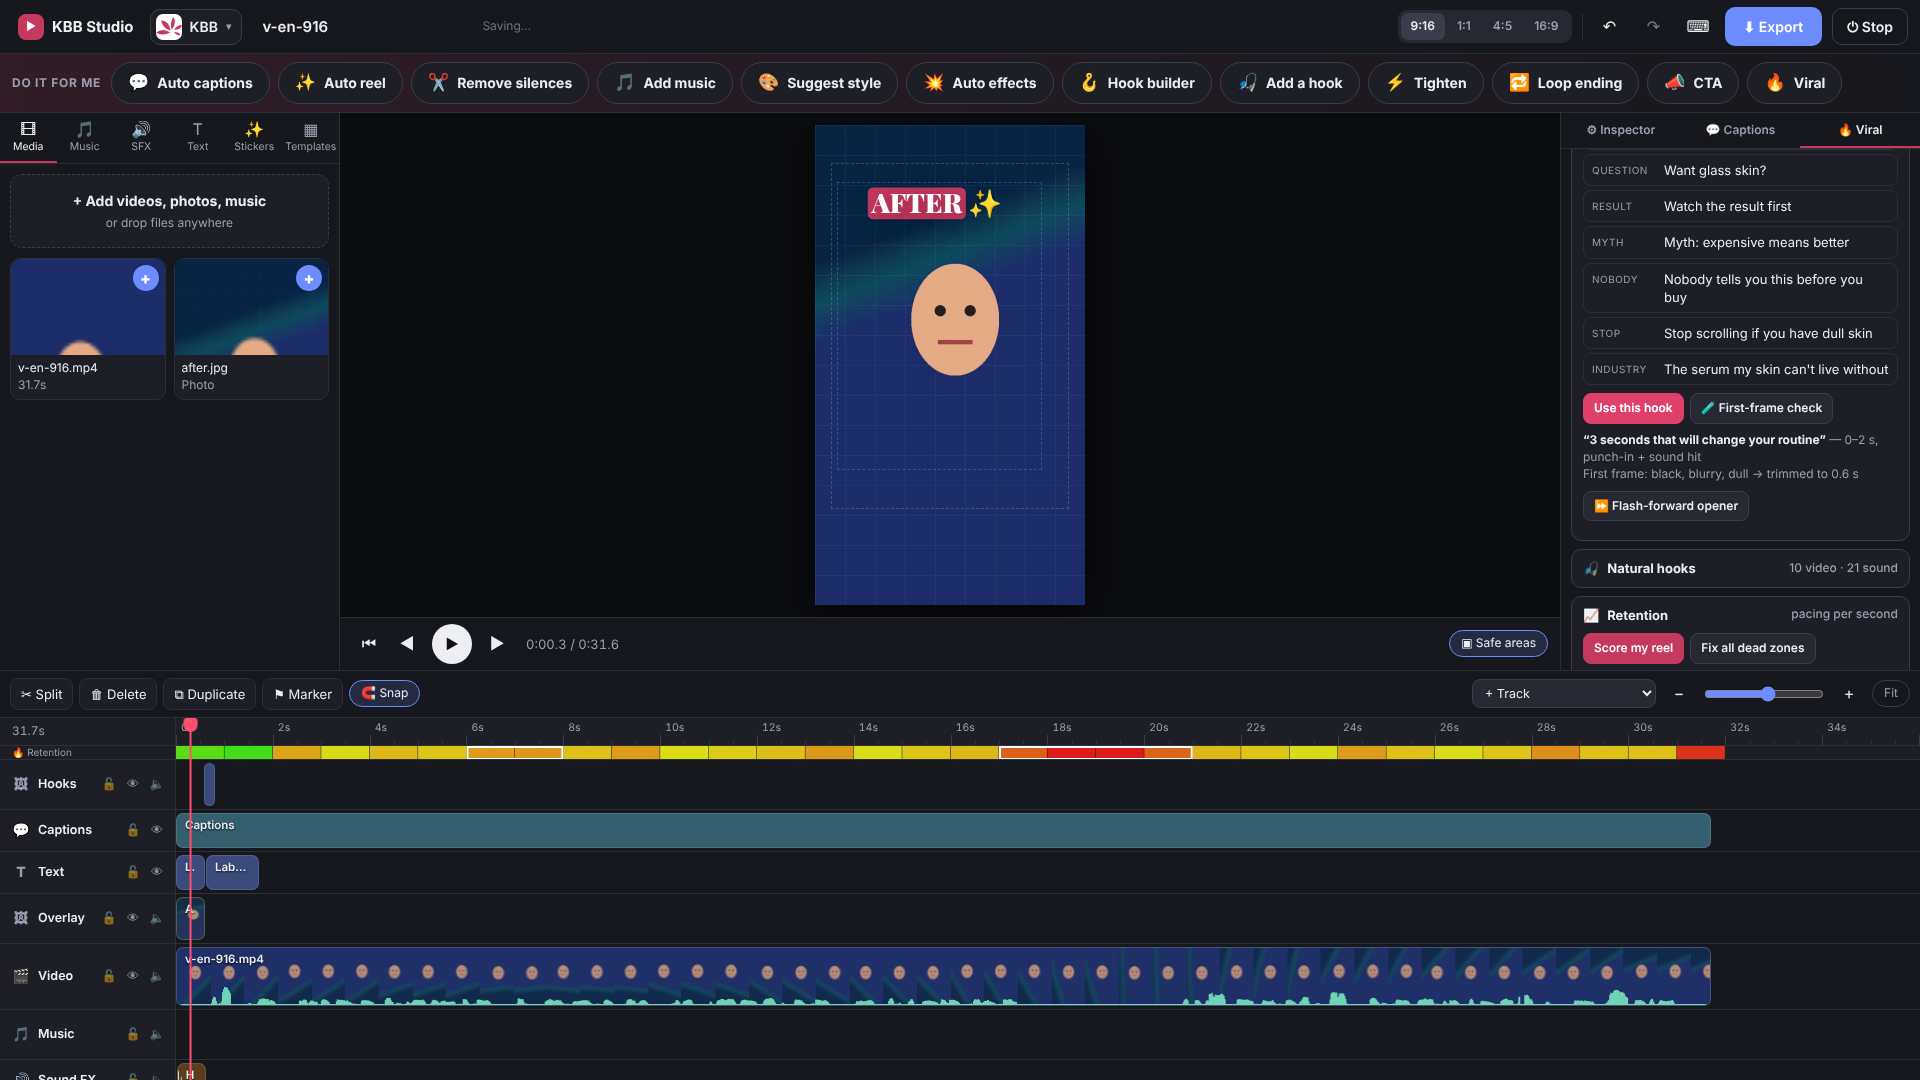 KBB Studio
KBB
v-en-916
Saving...
9:16
1:1
4:5
16:9
Export
Stop
DO IT FOR ME
Auto captions
Auto reel
Remove silences
Add music
Suggest style
Auto effects
Hook builder
Add a hook
Tighten
Loop ending
CTA
Viral
Media
Music
SFX
Text
Stickers
Templates
+ Add videos, photos, music
or drop files anywhere
v-en-916.mp4
31.7s
after.jpg
Photo
AFTER
0:00.3 / 0:31.6
Safe areas
Inspector
Captions
Viral
QUESTION Want glass skin?
RESULT Watch the result first
MYTH Myth: expensive means better
NOBODY Nobody tells you this before you
buy
STOP Stop scrolling if you have dull skin
INDUSTRY The serum my skin can't live without
Use this hook
First-frame check
“3 seconds that will change your routine” — 0–2 s,
punch-in + sound hit
First frame: black, blurry, dull → trimmed to 0.6 s
Flash-forward opener
Natural hooks
10 video · 21 sound
Retention
pacing per second
Score my reel
Fix all dead zones
Split
Delete
Duplicate
Marker
Snap
+ Track
−
+
Fit
31.7s
2s
4s
6s
8s
10s
12s
14s
16s
18s
20s
22s
24s
26s
28s
30s
32s
34s
Retention
Hooks
Captions
Captions
Text
Lab...
Overlay
Video
v-en-916.mp4
Music
Sound FX
H